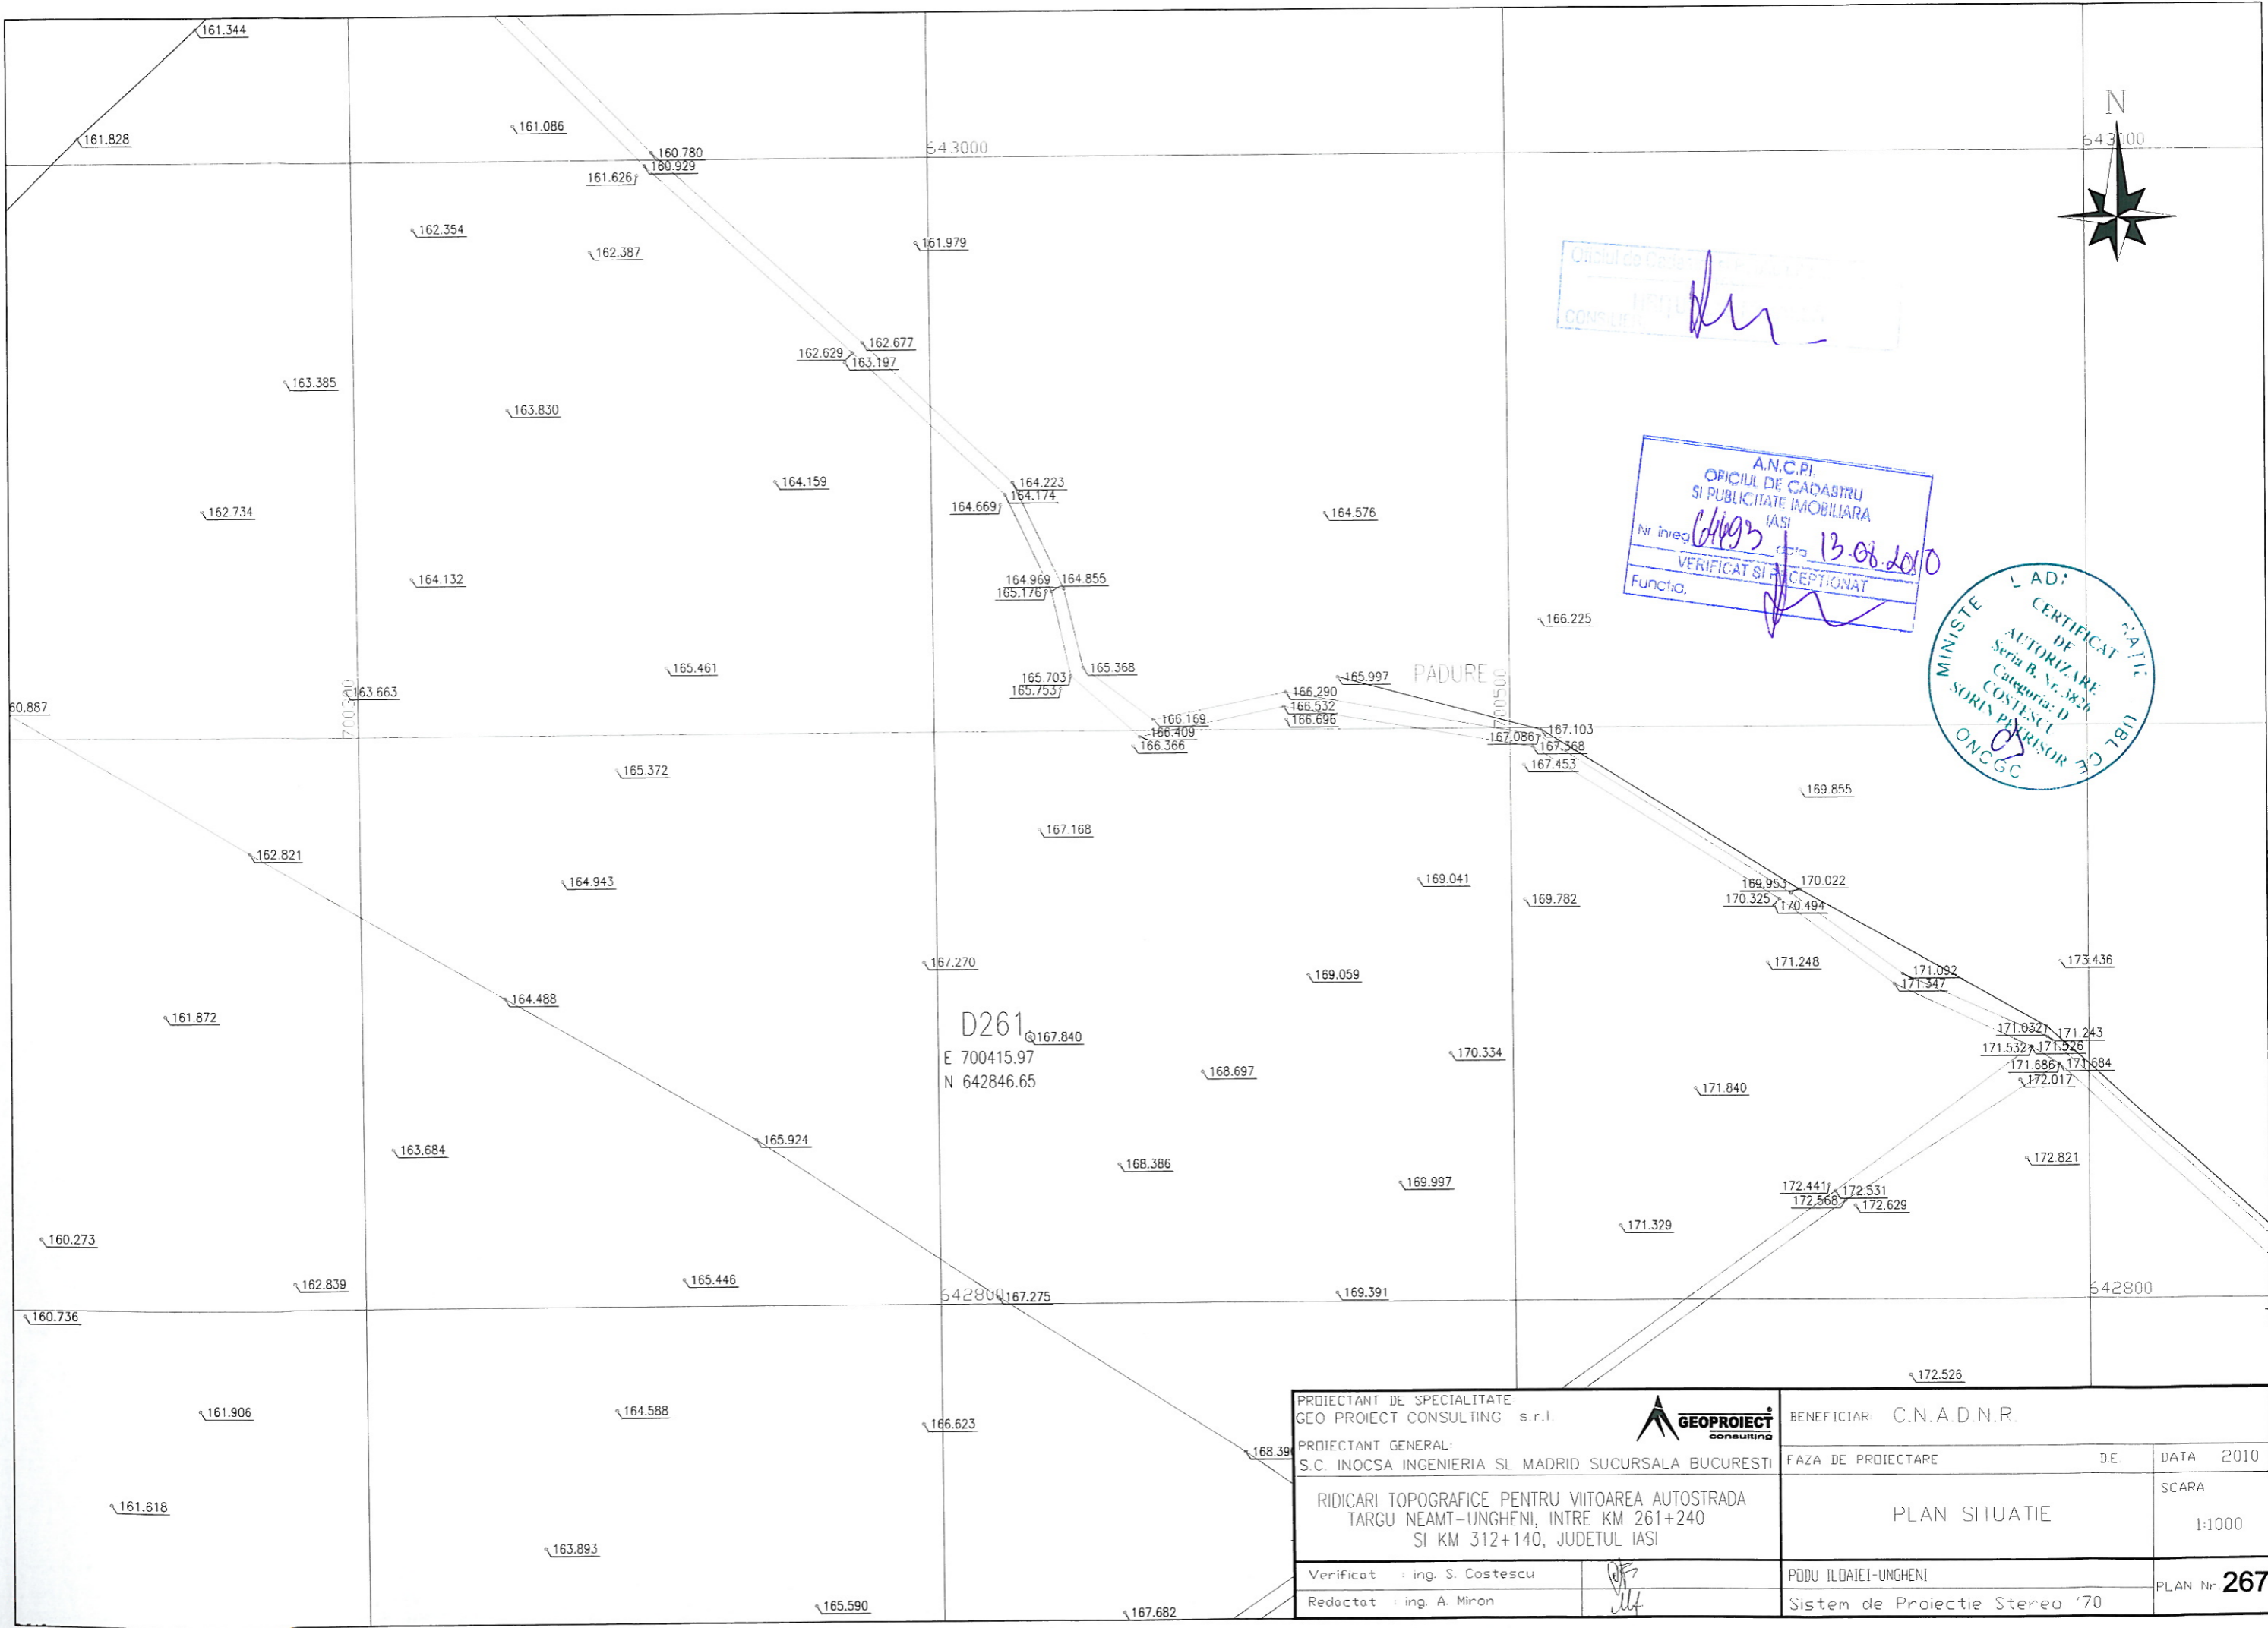 161.344
161.828
161.086
160.780
160.929
161.626
643000
643000
N
162.354
162.387
161.979
162.629
162.677
163.197
163.385
163.830
164.159
164.223
164.174
164.669
162.734
164.576
164.132
164.969
164.855
165.176
166.225
165.461
165.368
165.703
165.753
163.663
700300
60.887
165.997
PADURE
700500
166.290
166.532
166.696
166.169
166.409
166.366
167.103
167.086
167.368
167.453
165.372
169.855
167.168
162.821
164.943
169.041
169.782
169.953
170.022
170.325
170.494
167.270
169.059
171.248
171.092
171.347
173.436
164.488
161.872
D261
167.840
E 700415.97
N 642846.65
170.334
168.697
171.032
171.243
171.532
171.526
171.686
171.684
172.017
171.840
165.924
163.684
168.386
169.997
172.821
172.441
172.531
172.568
172.629
171.329
160.273
162.839
165.446
642800
167.275
169.391
642800
160.736
172.526
161.906
164.588
166.623
168.39
161.618
163.893
165.590
167.682
Oficiul de
A.N.C.P.I.
OFICIUL DE CADASTRU
SI PUBLICITATE IMOBILIARA
IASI
Nr. inreg 64493 data 13.08.2010
VERIFICAT SI RECEPTIONAT
Functia.
MINISTE
CERTIFICAT
DE
AUTORIZARE
Seria B, Nr. 3826
Categoria: D
COSTESCU
SORIN PETRIȘOR
ONCGC
PROIECTANT DE SPECIALITATE:
GEO PROIECT CONSULTING s.r.l.
GEOPROIECT®
consulting
PROIECTANT GENERAL:
S.C. INOCSA INGENIERIA SL MADRID SUCURSALA BUCURESTI
RIDICARI TOPOGRAFICE PENTRU VIITOAREA AUTOSTRADA
TARGU NEAMT-UNGHENI, INTRE KM 261+240
SI KM 312+140, JUDETUL IASI
Verificat : ing. S. Costescu
Redactat : ing. A. Miron
BENEFICIAR: C.N.A.D.N.R.
FAZA DE PROIECTARE D.E.
DATA 2010
PLAN SITUATIE
SCARA
1:1000
PODU ILOAIEI-UNGHENI
Sistem de Proiectie Stereo '70
PLAN Nr. 267